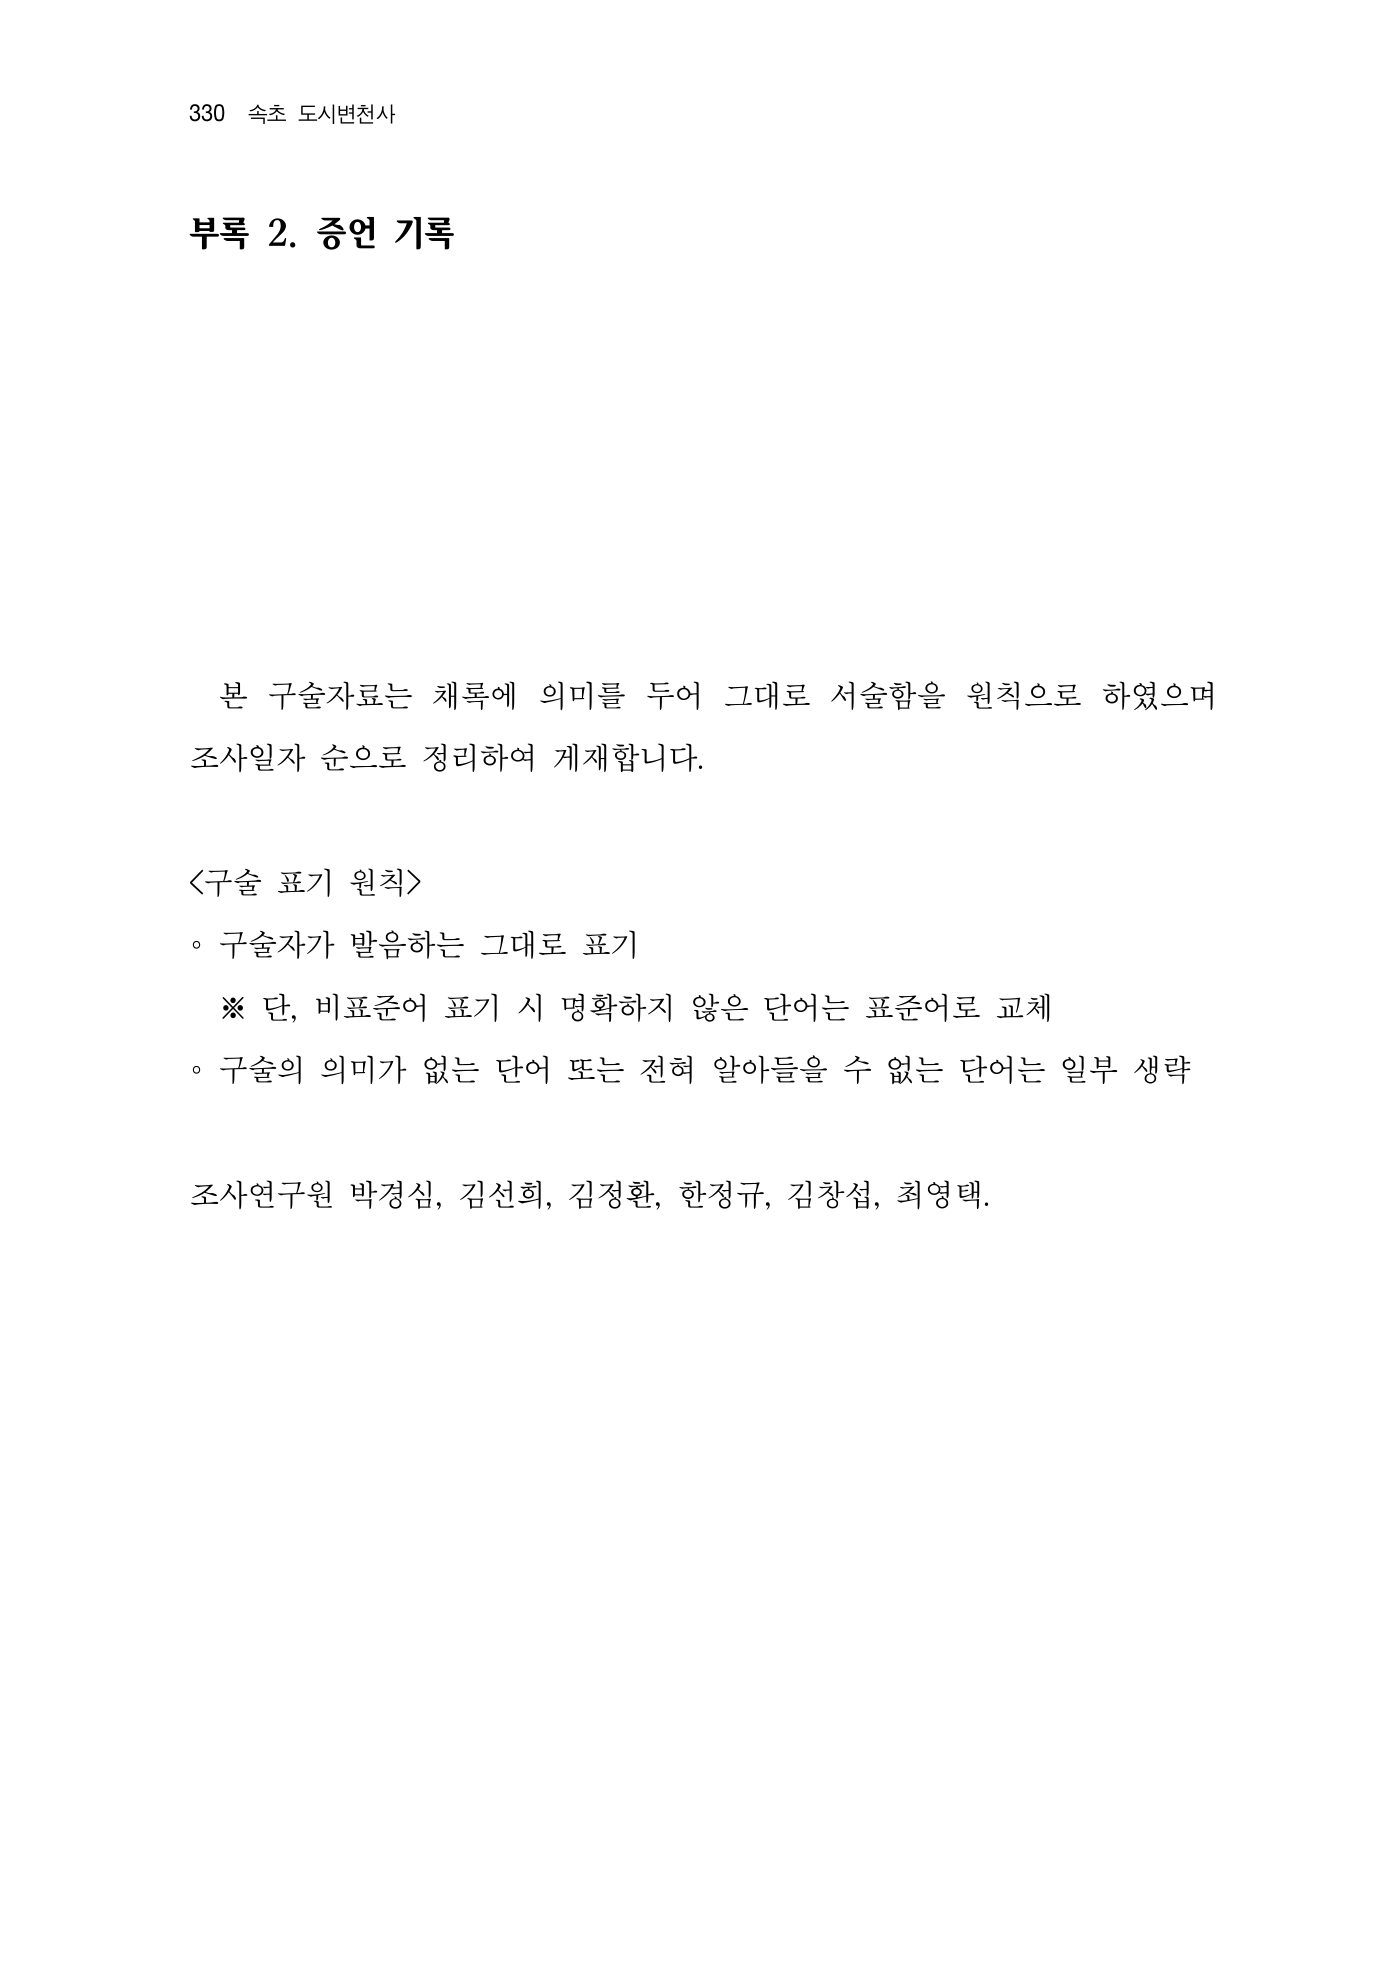 330 속초 도시변천사
부록 2. 증언 기록
본 구술자료는 채록에 의미를 두어 그대로 서술함을 원칙으로 하였으며
조사일자 순으로 정리하여 게재합니다.
<구술 표기 원칙>
◦ 구술자가 발음하는 그대로 표기
※ 단, 비표준어 표기 시 명확하지 않은 단어는 표준어로 교체
◦ 구술의 의미가 없는 단어 또는 전혀 알아들을 수 없는 단어는 일부 생략
조사연구원 박경심, 김선희, 김정환, 한정규, 김창섭, 최영택.